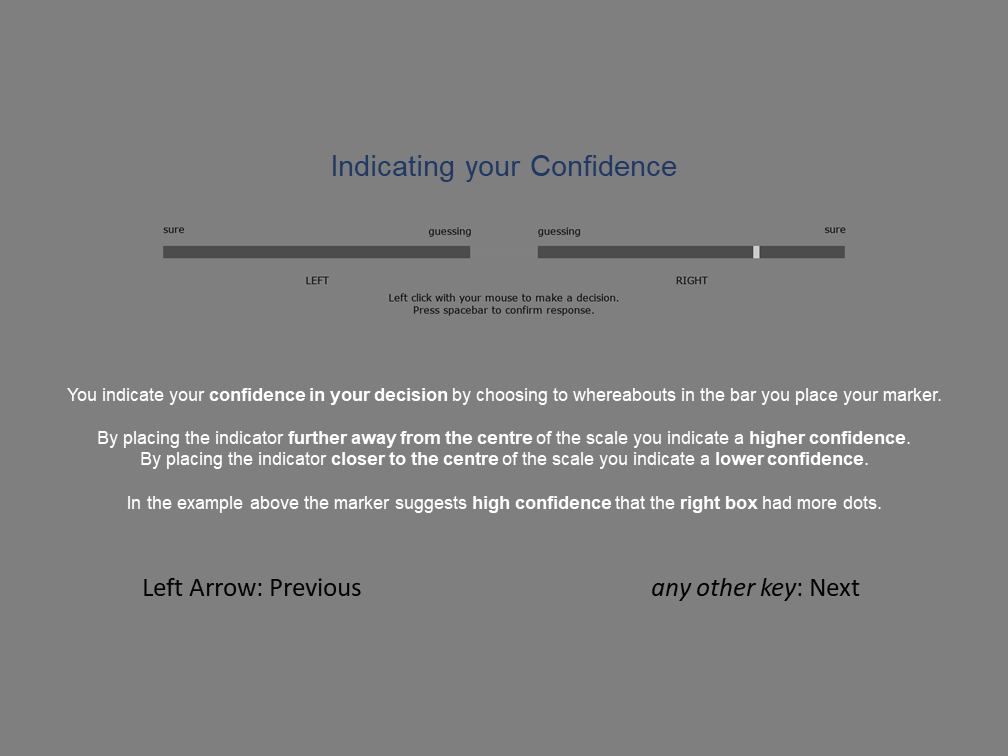 Indicating your Confidence
sure guessing guessing sure
LEFT RIGHT
Left click with your mouse to make a decision.
Press spacebar to confirm response.
You indicate your confidence in your decision by choosing to whereabouts in the bar you place your marker.
By placing the indicator further away from the centre of the scale you indicate a higher confidence.
By placing the indicator closer to the centre of the scale you indicate a lower confidence.
In the example above the marker suggests high confidence that the right box had more dots.
Left Arrow: Previous any other key: Next